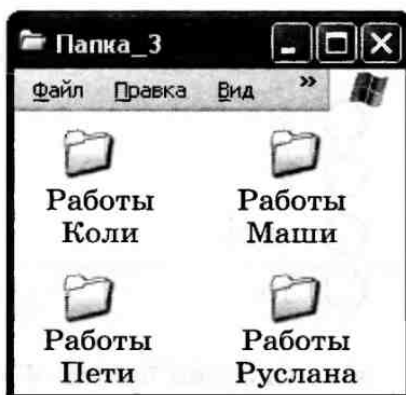 Папка_3
Файл Правка Вид »
Работы Коли
Работы Маши
Работы Пети
Работы Руслана